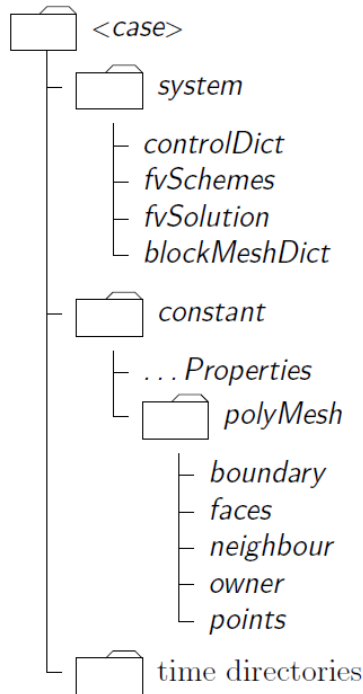 <case>
system
controlDict
fvSchemes
fvSolution
blockMeshDict
constant
...Properties
polyMesh
boundary
faces
neighbour
owner
points
time directories